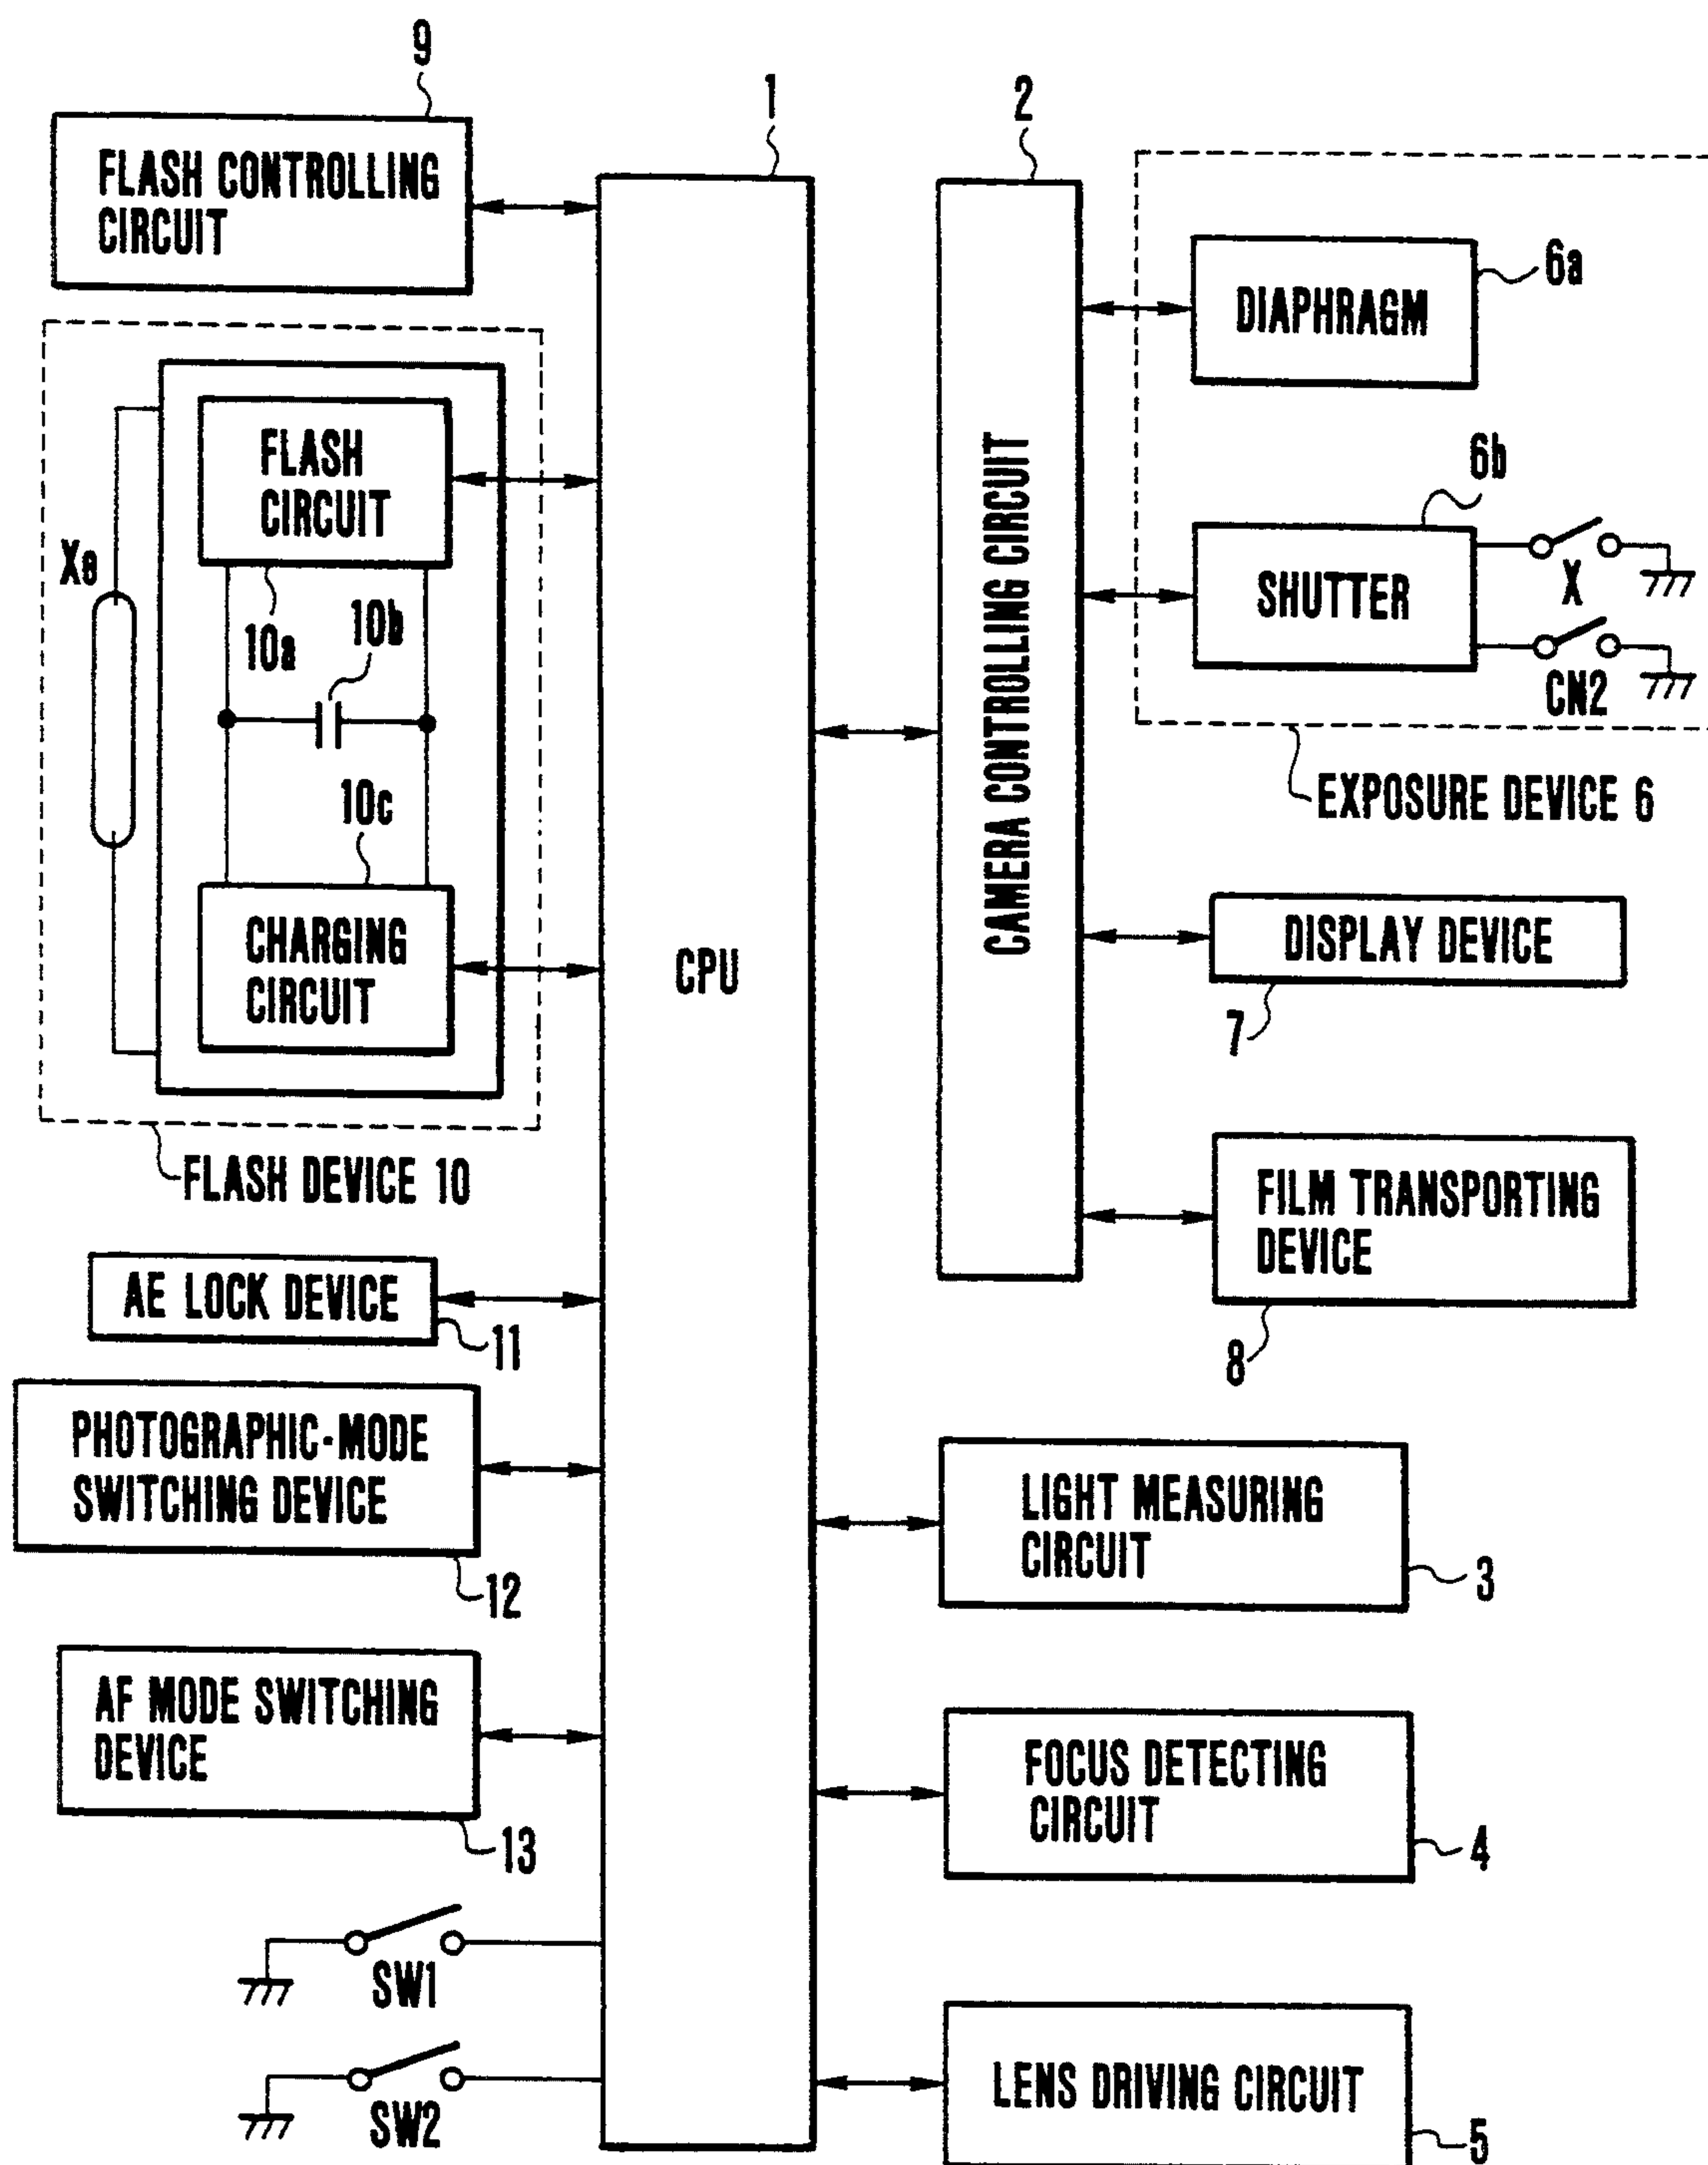 9
1
2
FLASH CONTROLLING
CIRCUIT
6a
DIAPHRAGM
FLASH
CIRCUIT
6b
Xe
10a
10b
SHUTTER
X
CN2
EXPOSURE DEVICE 6
10c
CAMERA CONTROLLING CIRCUIT
CHARGING
CIRCUIT
CPU
DISPLAY DEVICE
7
FLASH DEVICE 10
FILM TRANSPORTING
DEVICE
8
AE LOCK DEVICE
11
PHOTOGRAPHIC-MODE
SWITCHING DEVICE
12
LIGHT MEASURING
CIRCUIT
3
AF MODE SWITCHING
DEVICE
13
FOCUS DETECTING
CIRCUIT
4
SW1
SW2
LENS DRIVING CIRCUIT
5